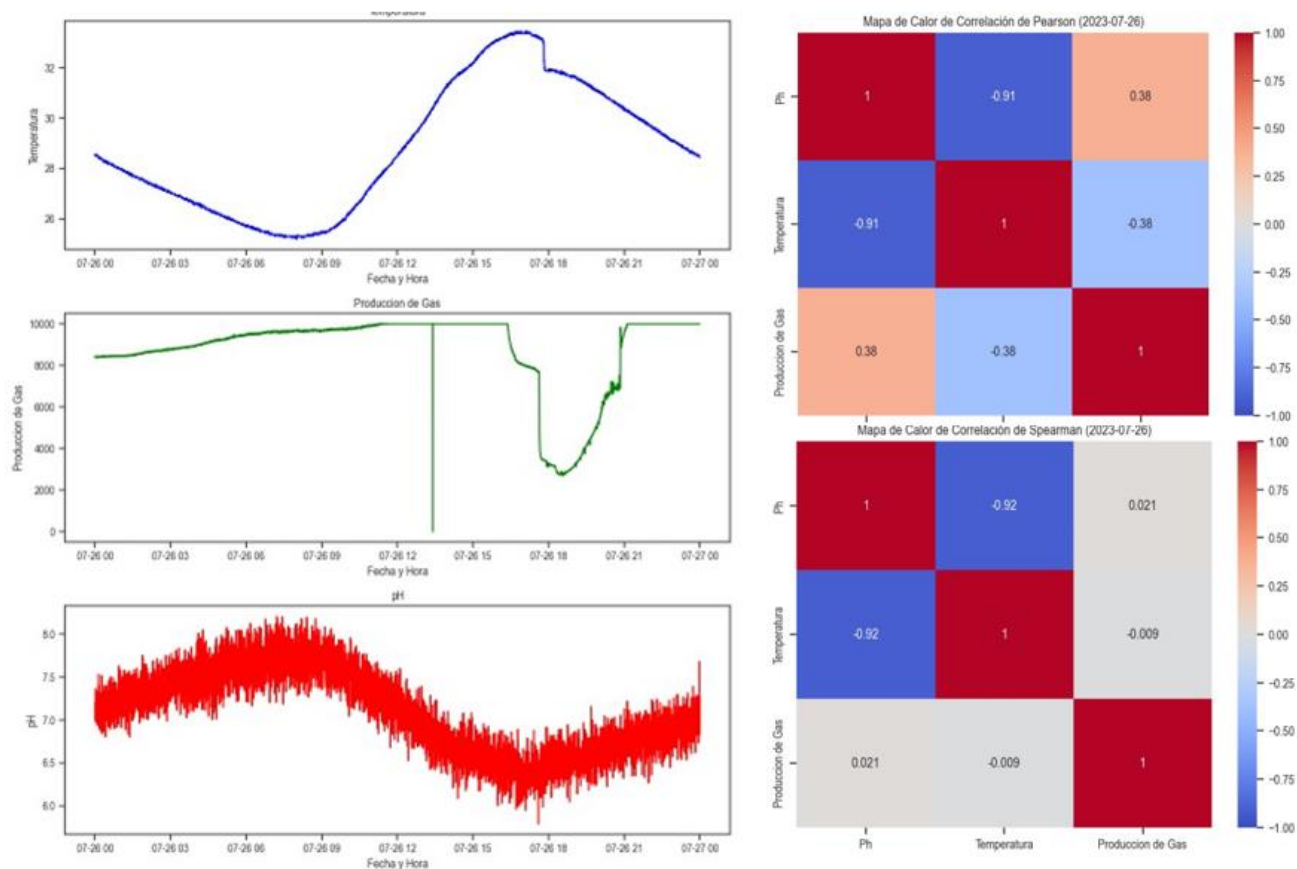 Temperatura
Temperatura
32
30
28
26
07-26 00 07-26 03 07-26 06 07-26 09 07-26 12 07-26 15 07-26 18 07-26 21 07-27 00
Fecha y Hora
Produccion de Gas
Produccion de Gas
10000
8000
6000
4000
2000
0
07-26 00 07-26 03 07-26 06 07-26 09 07-26 12 07-26 15 07-26 18 07-26 21 07-27 00
Fecha y Hora
pH
pH
8.0
7.5
7.0
6.5
6.0
07-26 00 07-26 03 07-26 06 07-26 09 07-26 12 07-26 15 07-26 18 07-26 21 07-27 00
Fecha y Hora
Mapa de Calor de Correlación de Pearson (2023-07-26)
Ph
1 -0.91 0.38
Temperatura
-0.91 1 -0.38
Produccion de Gas
0.38 -0.38 1
1.00
0.75
0.50
0.25
0.00
−0.25
−0.50
−0.75
−1.00
Mapa de Calor de Correlación de Spearman (2023-07-26)
Ph
1 -0.92 0.021
Temperatura
-0.92 1 -0.009
Produccion de Gas
0.021 -0.009 1
Ph Temperatura Produccion de Gas
1.00
0.75
0.50
0.25
0.00
−0.25
−0.50
−0.75
−1.00